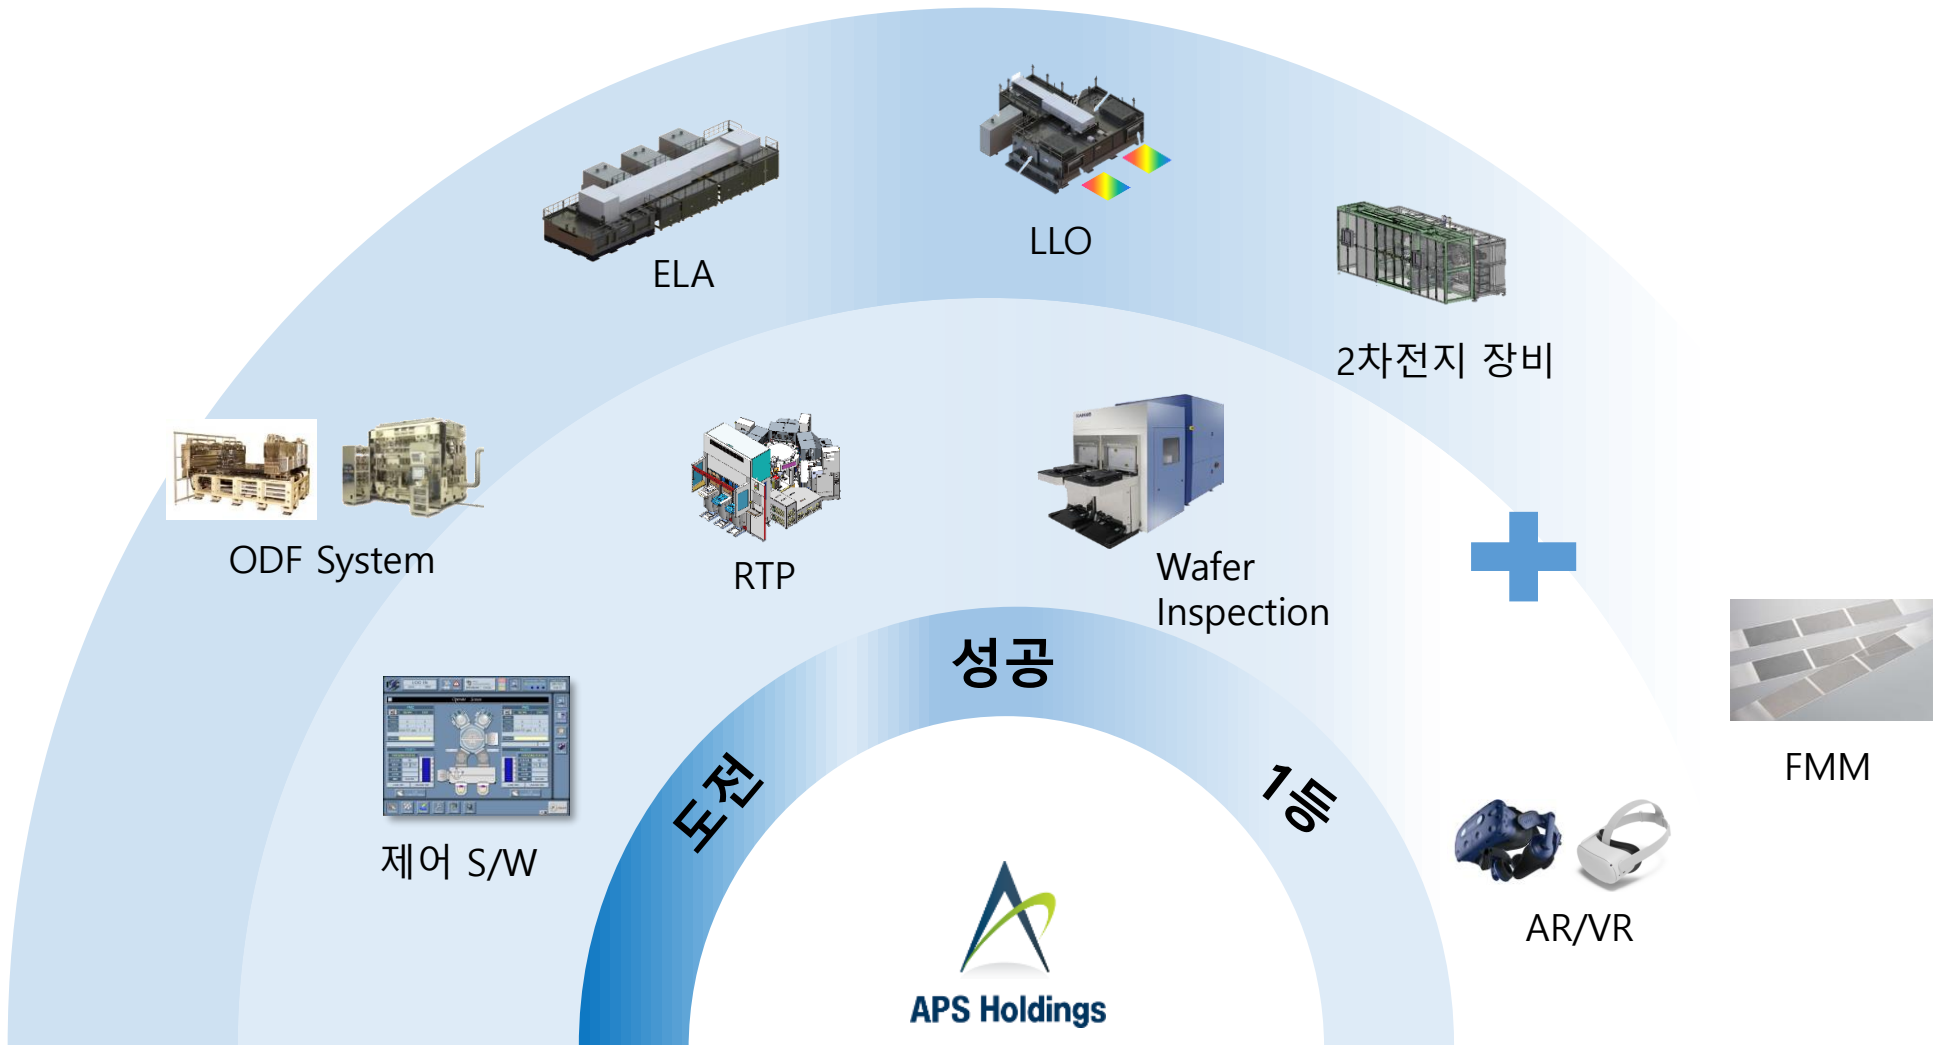 LLO
ELA
2차전지 장비
ODF System
RTP
Wafer
Inspection
성공
도전
1등
제어 S/W
FMM
AR/VR
APS Holdings